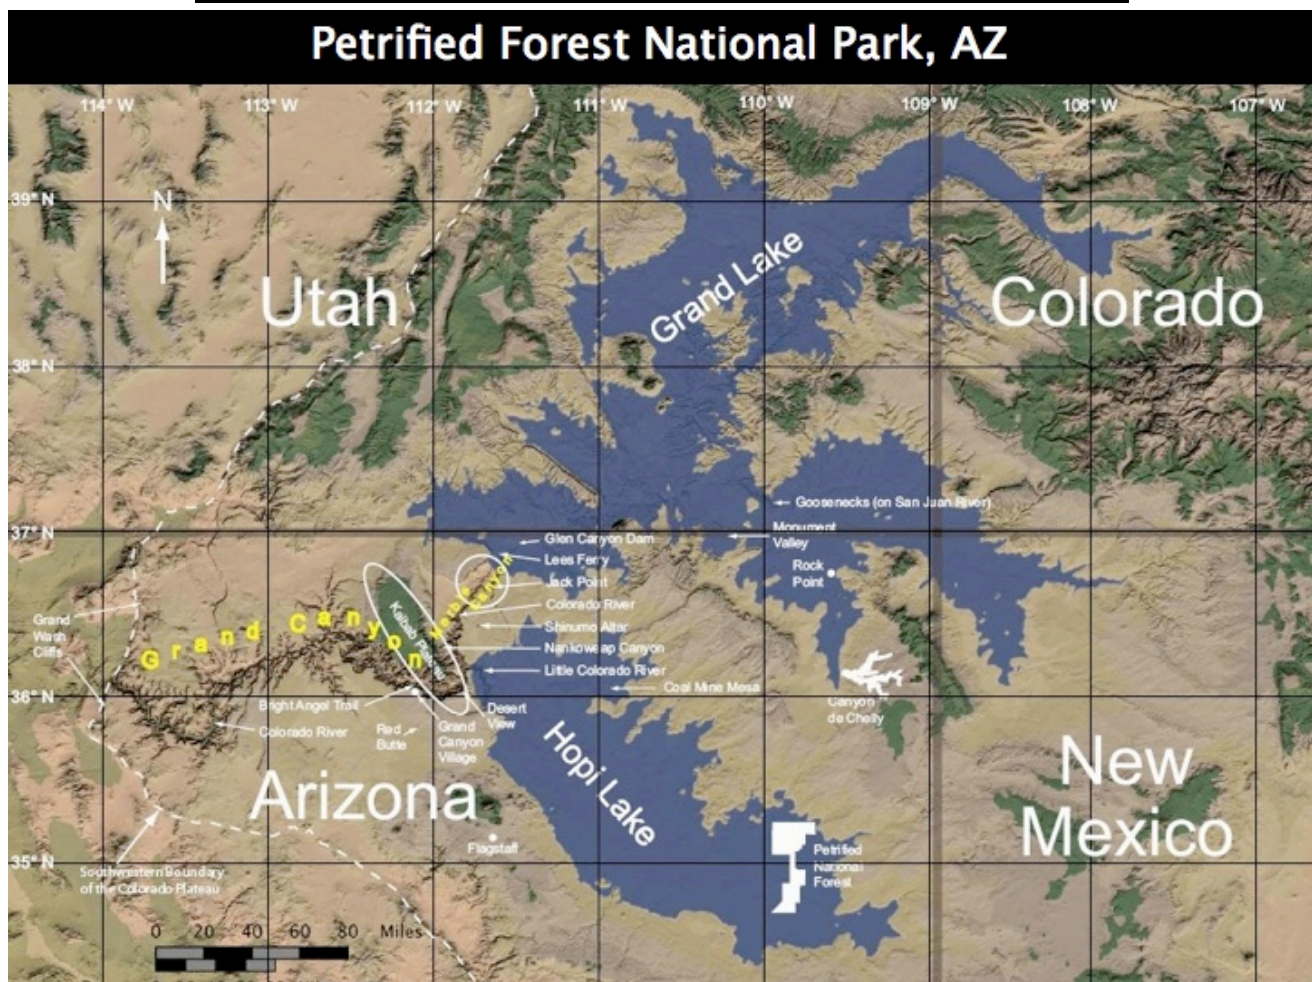 Petrified Forest National Park, AZ
114° W
113° W
112° W
111° W
110° W
109° W
108° W
107° W
39° N
N
Grand Lake
Utah
Colorado
38° N
37° N
Goosenecks (on San Juan River)
Monument
Valley
Glen Canyon Dam
Lees Ferry
Rock
Point
Jack Point
Marble Canyon
Colorado River
Grand Canyon
Kaibab Plateau
Grand
Wash
Cliffs
Shinumo Altar
Nankoweap Canyon
Little Colorado River
Coal Mine Mesa
36° N
Canyon
de Chelly
Bright Angel Trail
Desert
View
Colorado River
Red
Butte
Grand
Canyon
Village
Hopi Lake
New
Mexico
Arizona
Flagstaff
Petrified
National
Forest
35° N
Southwestern Boundary
of the Colorado Plateau
0 20 40 60 80 Miles